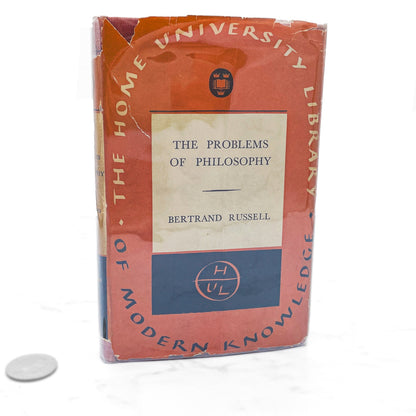 THE HOME UNIVERSITY LIBRARY
OF MODERN KNOWLEDGE
THE PROBLEMS
OF PHILOSOPHY
BERTRAND RUSSELL
H
UL